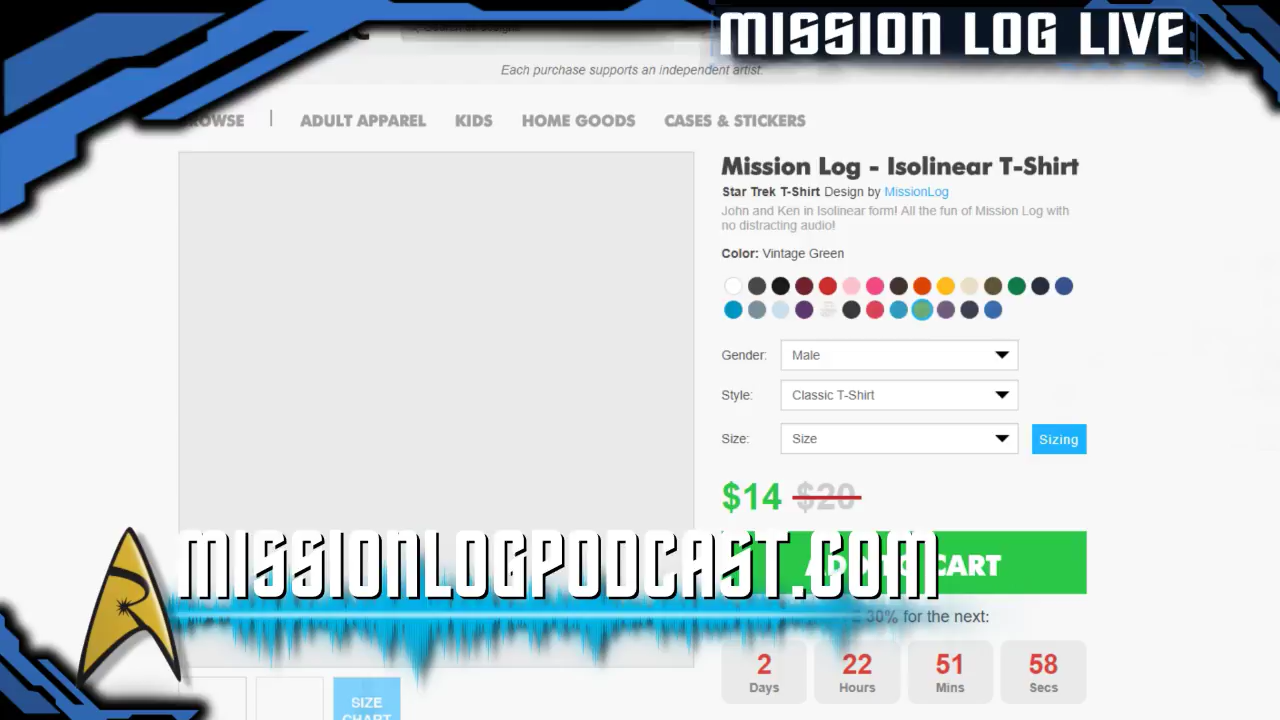 MISSION LOG LIVE
Each purchase supports an independent artist.
ADULT APPAREL KIDS HOME GOODS CASES & STICKERS
Mission Log - Isolinear T-Shirt
Star Trek T-Shirt Design by MissionLog
John and Ken in Isolinear form! All the fun of Mission Log with
no distracting audio!
Color: Vintage Green
Gender: Male
Style: Classic T-Shirt
Size: Size Sizing
$14 $20
MISSIONLOGPODCAST.COM
CART
30% for the next:
2 22 51 58
Days Hours Mins Secs
SIZE
CHART